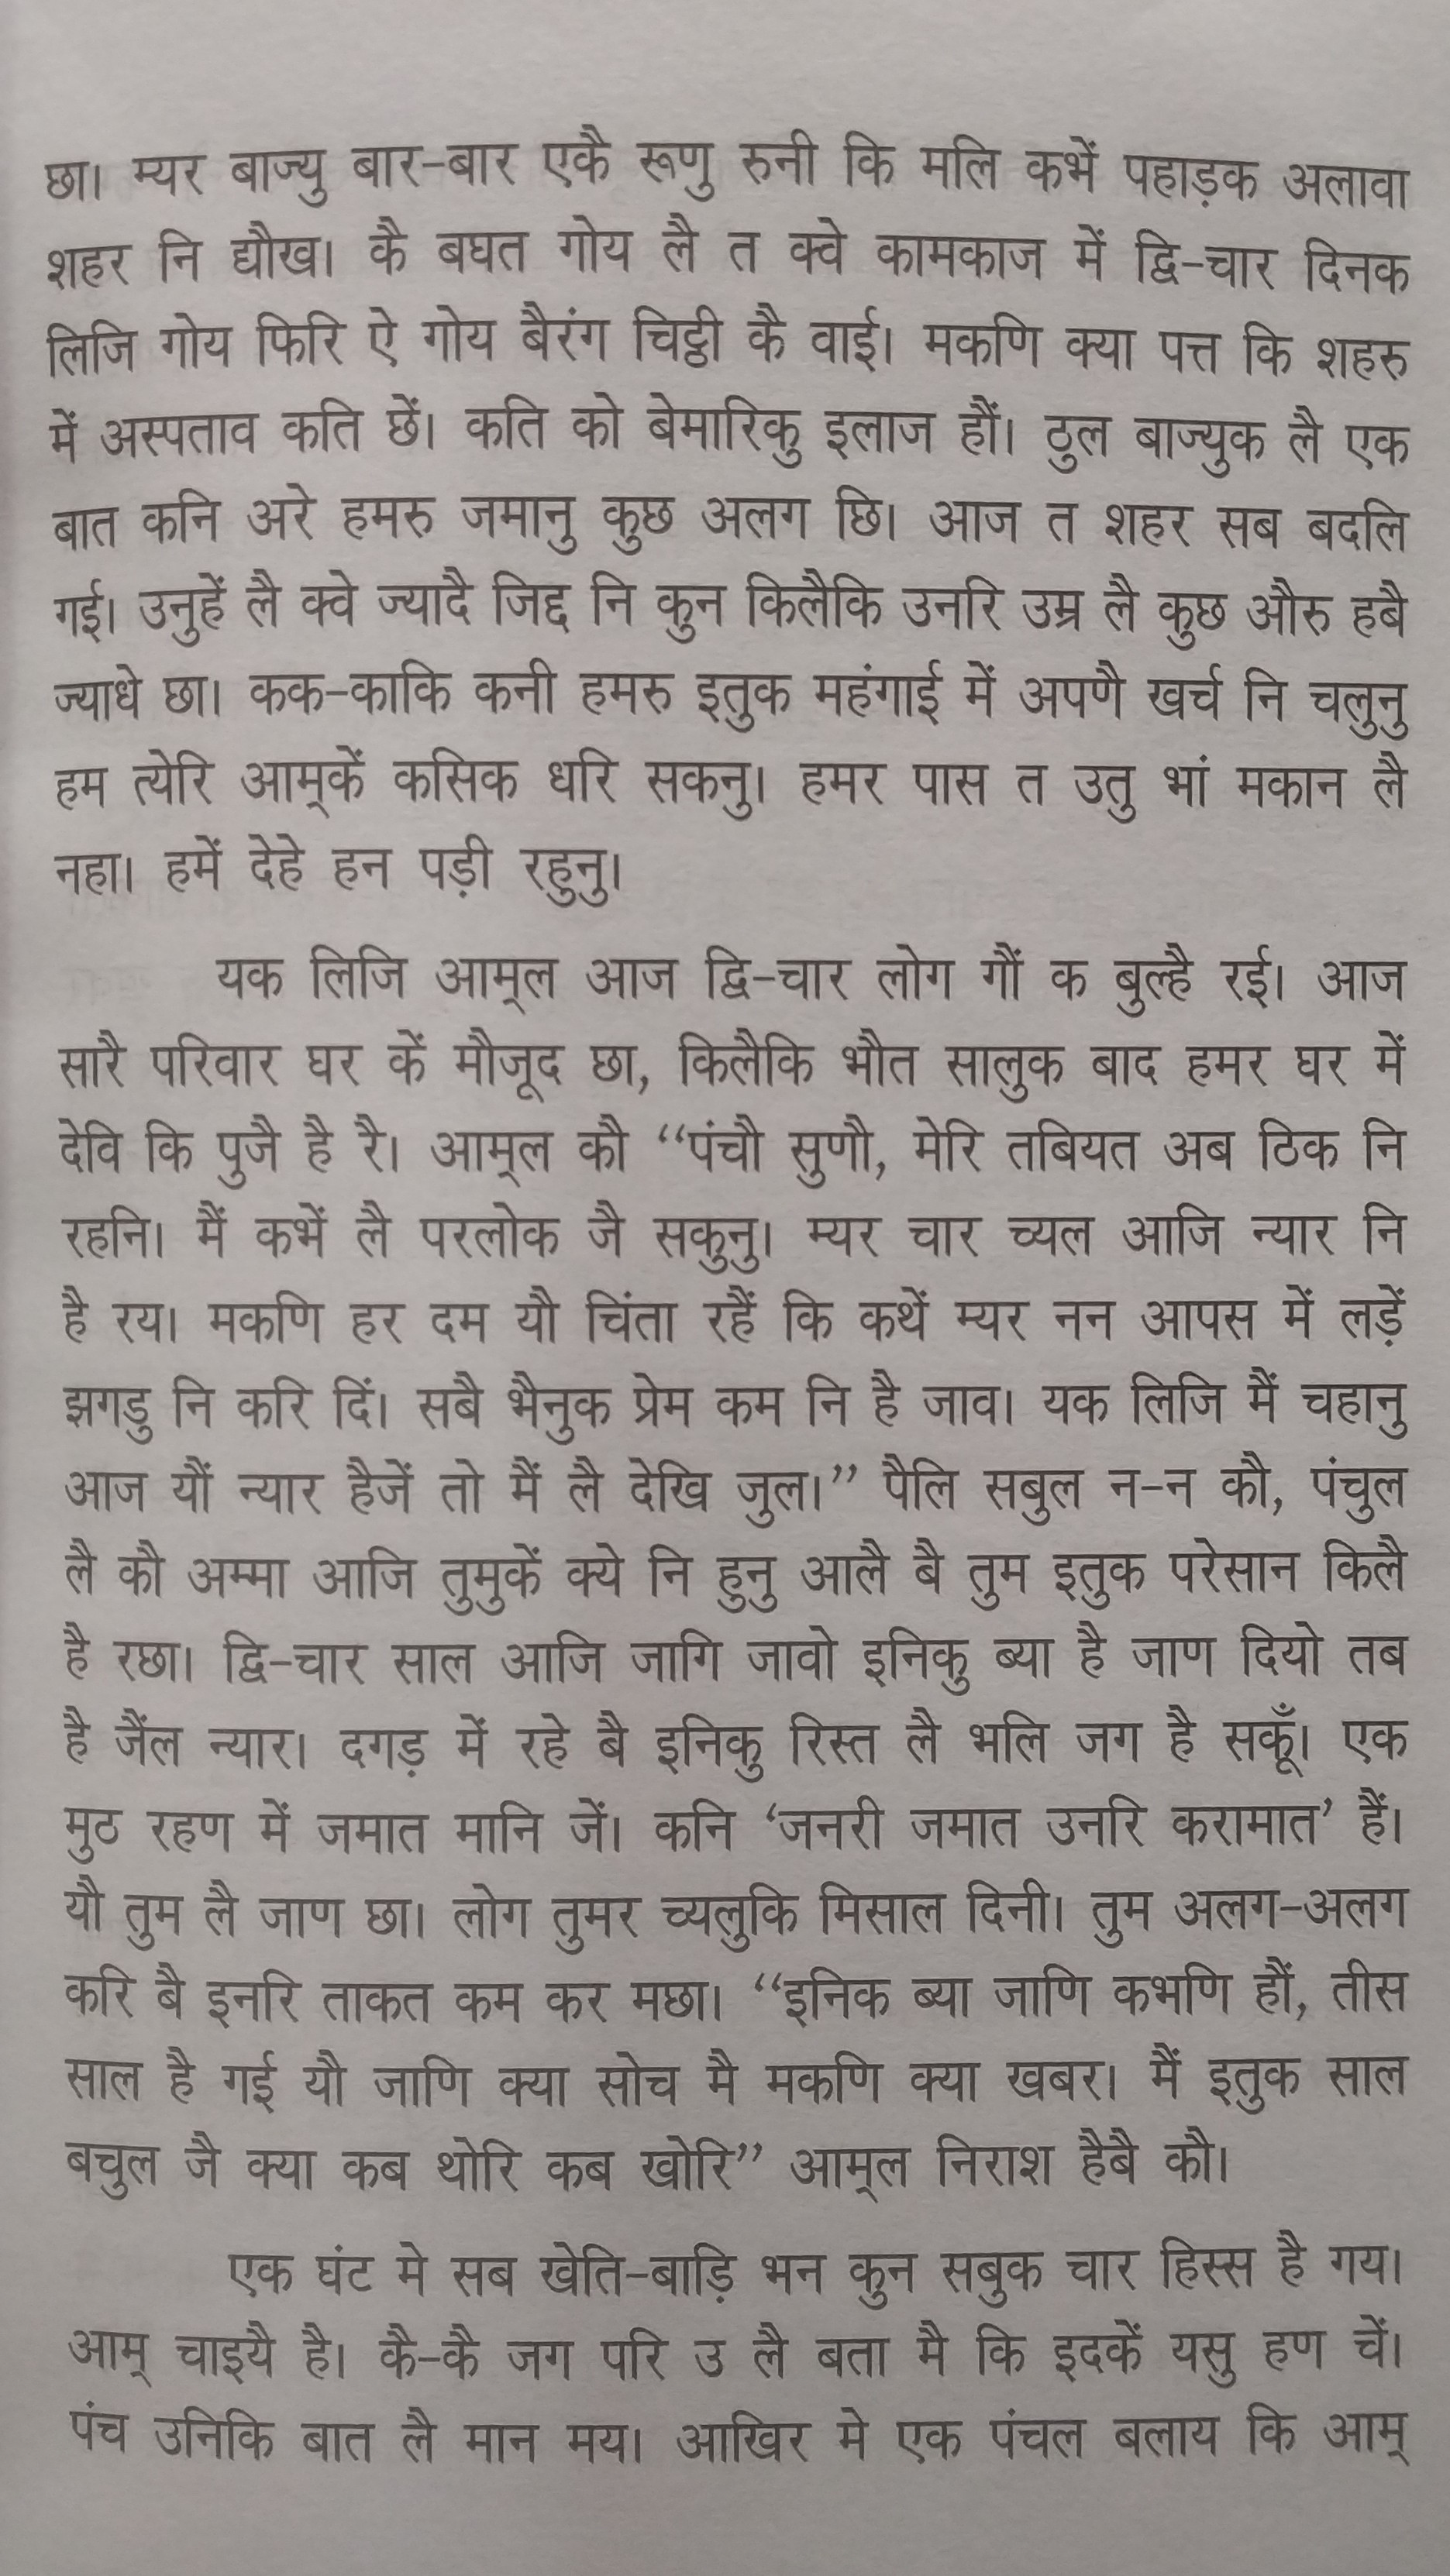 छा। म्यर बाज्यु बार-बार एकै रूणु रुनी कि मलि कभें पहाड़क अलावा
शहर नि द्यौख। कै बघत गोय लै त क्वे कामकाज में द्वि-चार दिनक
लिजि गोय फिरि ऐ गोय बैरंग चिट्ठी कै वाई। मकणि क्या पत्त कि शहरु
में अस्पताव कति छें। कति को बेमारिकु इलाज हौं। ठुल बाज्युक लै एक
बात कनि अरे हमरु जमानु कुछ अलग छि। आज त शहर सब बदलि
गई। उनुहें लै क्वे ज्यादै जिद्द नि कुन किलैकि उनरि उम्र लै कुछ औरु हबै
ज्याधे छा। कक-काकि कनी हमरु इतुक महंगाई में अपणै खर्च नि चलुनु
हम त्येरि आम्‌कें कसिक धरि सकनु। हमर पास त उतु भां मकान लै
नहा। हमें देहे हन पड़ी रहुनु।
यक लिजि आम्‌ल आज द्वि-चार लोग गौं क बुल्है रई। आज
सारै परिवार घर कें मौजूद छा, किलैकि भौत सालुक बाद हमर घर में
देवि कि पुजै है रै। आम्‌ल कौ “पंचौ सुणौ, मेरि तबियत अब ठिक नि
रहनि। मैं कभें लै परलोक जै सकुनु। म्यर चार च्यल आजि न्यार नि
है रय। मकणि हर दम यौ चिंता रहैं कि कथें म्यर नन आपस में लड़ें
झगडु नि करि दिं। सबै भैनुक प्रेम कम नि है जाव। यक लिजि मैं चहानु
आज यौं न्यार हैजें तो मैं लै देखि जुल।” पैलि सबुल न-न कौ, पंचुल
लै कौ अम्मा आजि तुमुकें क्ये नि हुनु आलै बै तुम इतुक परेसान किलै
है रछा। द्वि-चार साल आजि जागि जावो इनिकु ब्या है जाण दियो तब
है जैंल न्यार। दगड़ में रहे बै इनिकु रिस्त लै भलि जग है सकूँ। एक
मुठ रहण में जमात मानि जें। कनि ‘जनरी जमात उनरि करामात’ हैं।
यौ तुम लै जाण छा। लोग तुमर च्यलुकि मिसाल दिनी। तुम अलग-अलग
करि बै इनरि ताकत कम कर मछा। “इनिक ब्या जाणि कभणि हौं, तीस
साल है गई यौ जाणि क्या सोच मै मकणि क्या खबर। मैं इतुक साल
बचुल जै क्या कब थोरि कब खोरि” आम्‌ल निराश हैबै कौ।
एक घंट मे सब खेति-बाड़ि भन कुन सबुक चार हिस्स है गय।
आम् चाइयै है। कै-कै जग परि उ लै बता मै कि इदकें यसु हण चें।
पंच उनिकि बात लै मान मय। आखिर मे एक पंचल बलाय कि आम्